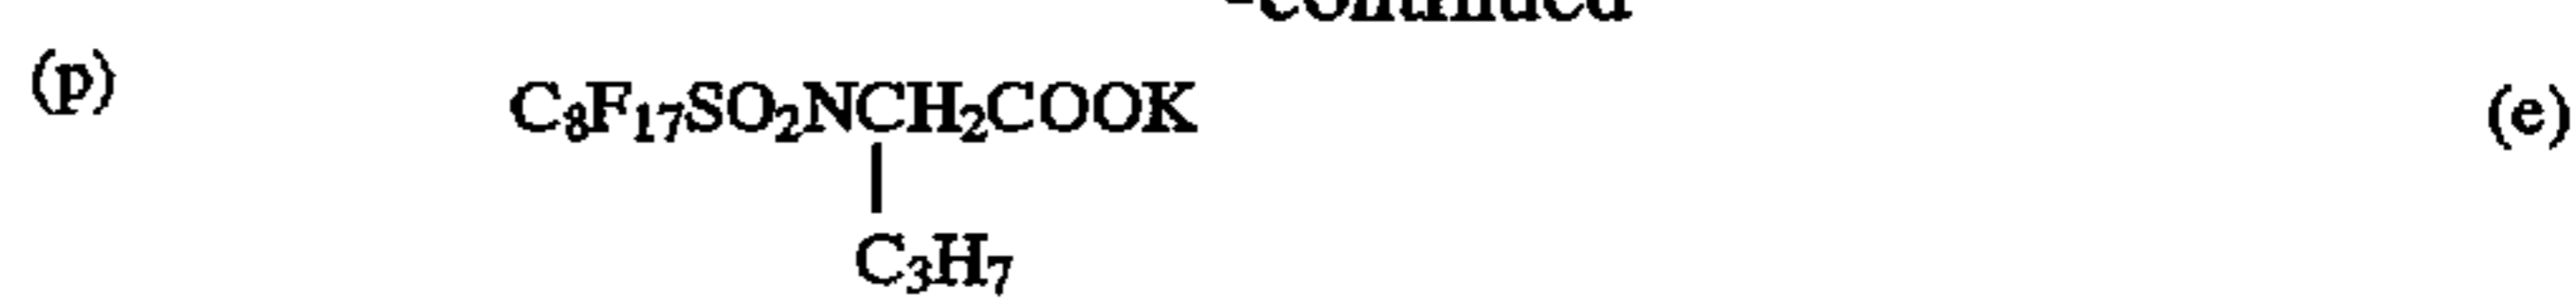 -continued
(p) C₈F₁₇SO₂NCH₂COOK (e)
C₃H₇